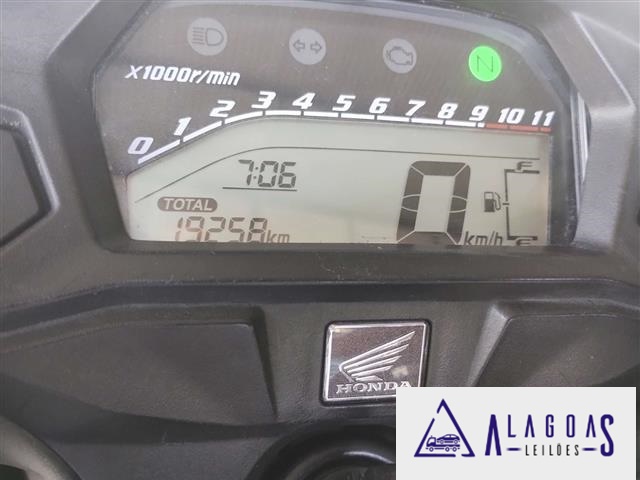 N
x1000r/min
0 1 2 3 4 5 6 7 8 9 10 11
7:06
F
TOTAL
19258km
0
km/h
E
HONDA
ALAGOAS
LEILÕES